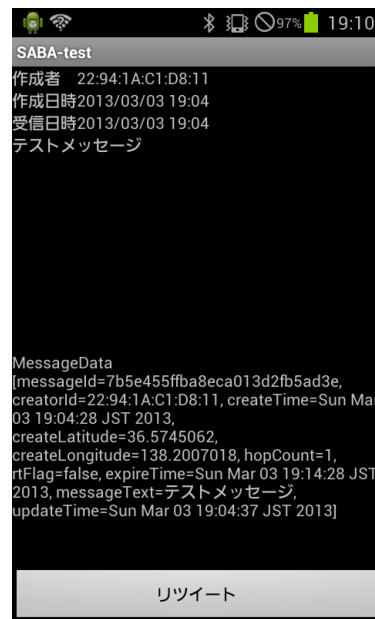 97% 19:10
SABA-test
作成者　22:94:1A:C1:D8:11
作成日時2013/03/03 19:04
受信日時2013/03/03 19:04
テストメッセージ
MessageData
[messageId=7b5e455ffba8eca013d2fb5ad3e,
creatorId=22:94:1A:C1:D8:11, createTime=Sun Mar
03 19:04:28 JST 2013,
createLatitude=36.5745062,
createLongitude=138.2007018, hopCount=1,
rtFlag=false, expireTime=Sun Mar 03 19:14:28 JST
2013, messageText=テストメッセージ,
updateTime=Sun Mar 03 19:04:37 JST 2013]
リツイート